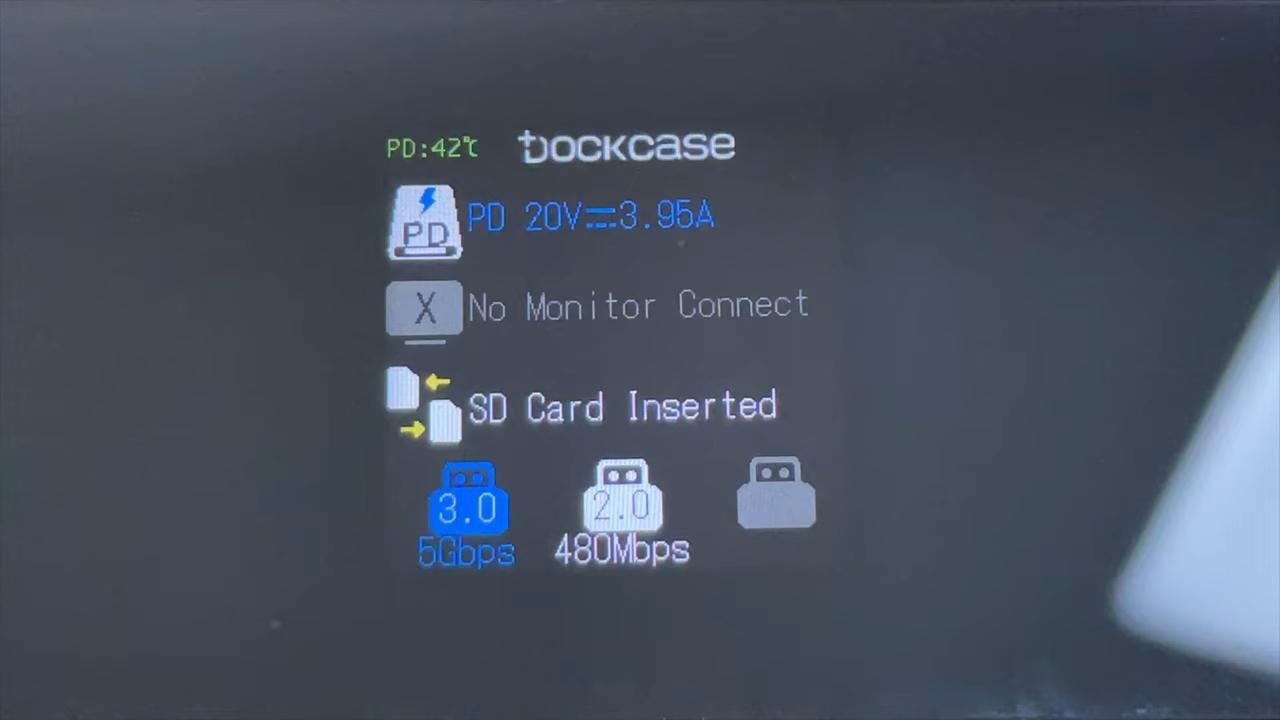 PD:42℃ DOCKCASE
PD
PD 20V⎓3.95A
X
No Monitor Connect
SD Card Inserted
3.0 2.0
5Gbps 480Mbps